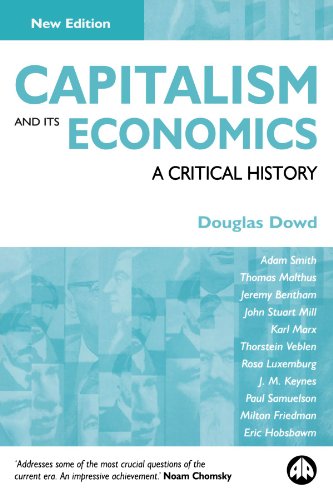 New Edition
CAPITALISM
AND ITS ECONOMICS
A CRITICAL HISTORY
Douglas Dowd
Adam Smith
Thomas Malthus
Jeremy Bentham
John Stuart Mill
Karl Marx
Thorstein Veblen
Rosa Luxemburg
J. M. Keynes
Paul Samuelson
Milton Friedman
Eric Hobsbawm
'Addresses some of the most crucial questions of the
current era. An impressive achievement.' Noam Chomsky